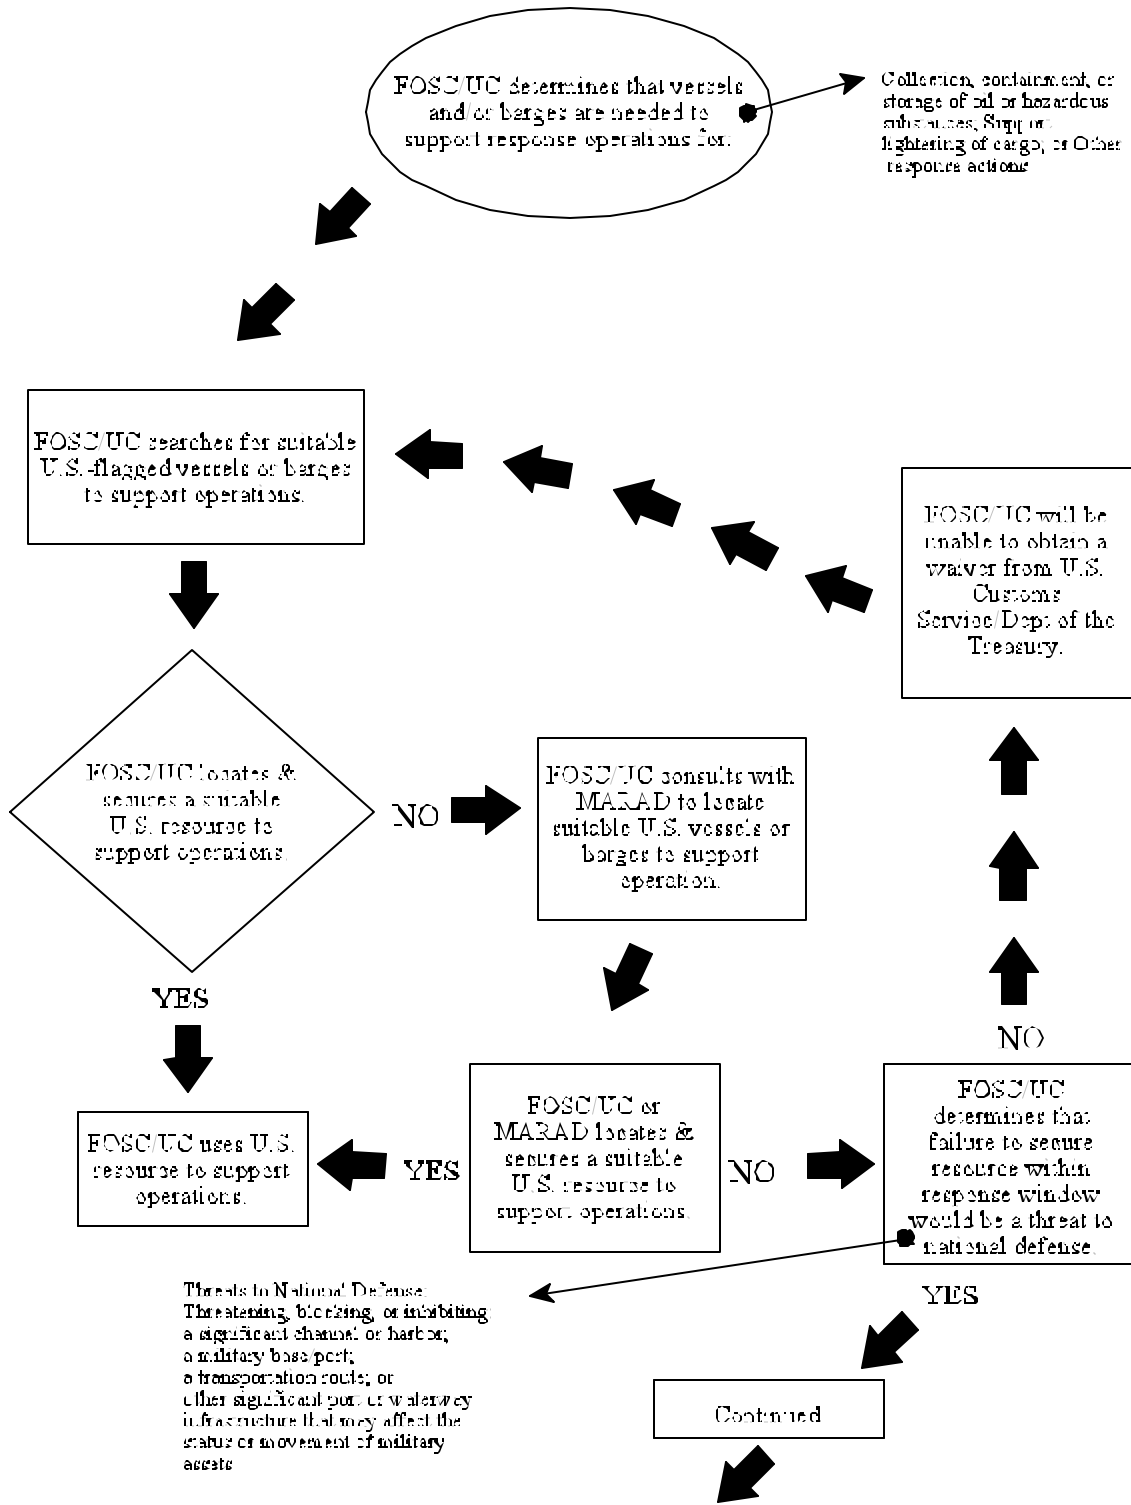 FOSC/UC determines that vessels
and/or barges are needed to
support response operations for:
Collection, containment, or
storage of oil or hazardous
substances; Support
lightering of cargo; or Other
response actions
FOSC/UC searches for suitable
U.S.-flagged vessels or barges
to support operations.
FOSC/UC will be
unable to obtain a
waiver from U.S.
Customs
Service/Dept of the
Treasury.
FOSC/UC locates &
secures a suitable
U.S. resource to
support operations.
NO
FOSC/UC consults with
MARAD to locate
suitable U.S. vessels or
barges to support
operation.
YES
NO
FOSC/UC uses U.S.
resource to support
operations.
YES
FOSC/UC or
MARAD locates &
secures a suitable
U.S. resource to
support operations.
NO
FOSC/UC
determines that
failure to secure
resource within
response window
would be a threat to
national defense.
Threats to National Defense:
Threatening, blocking, or inhibiting:
a significant channel or harbor;
a military base/port;
a transportation route; or
other significant port or waterway
infrastructure that may affect the
status or movement of military
assets
YES
Continued